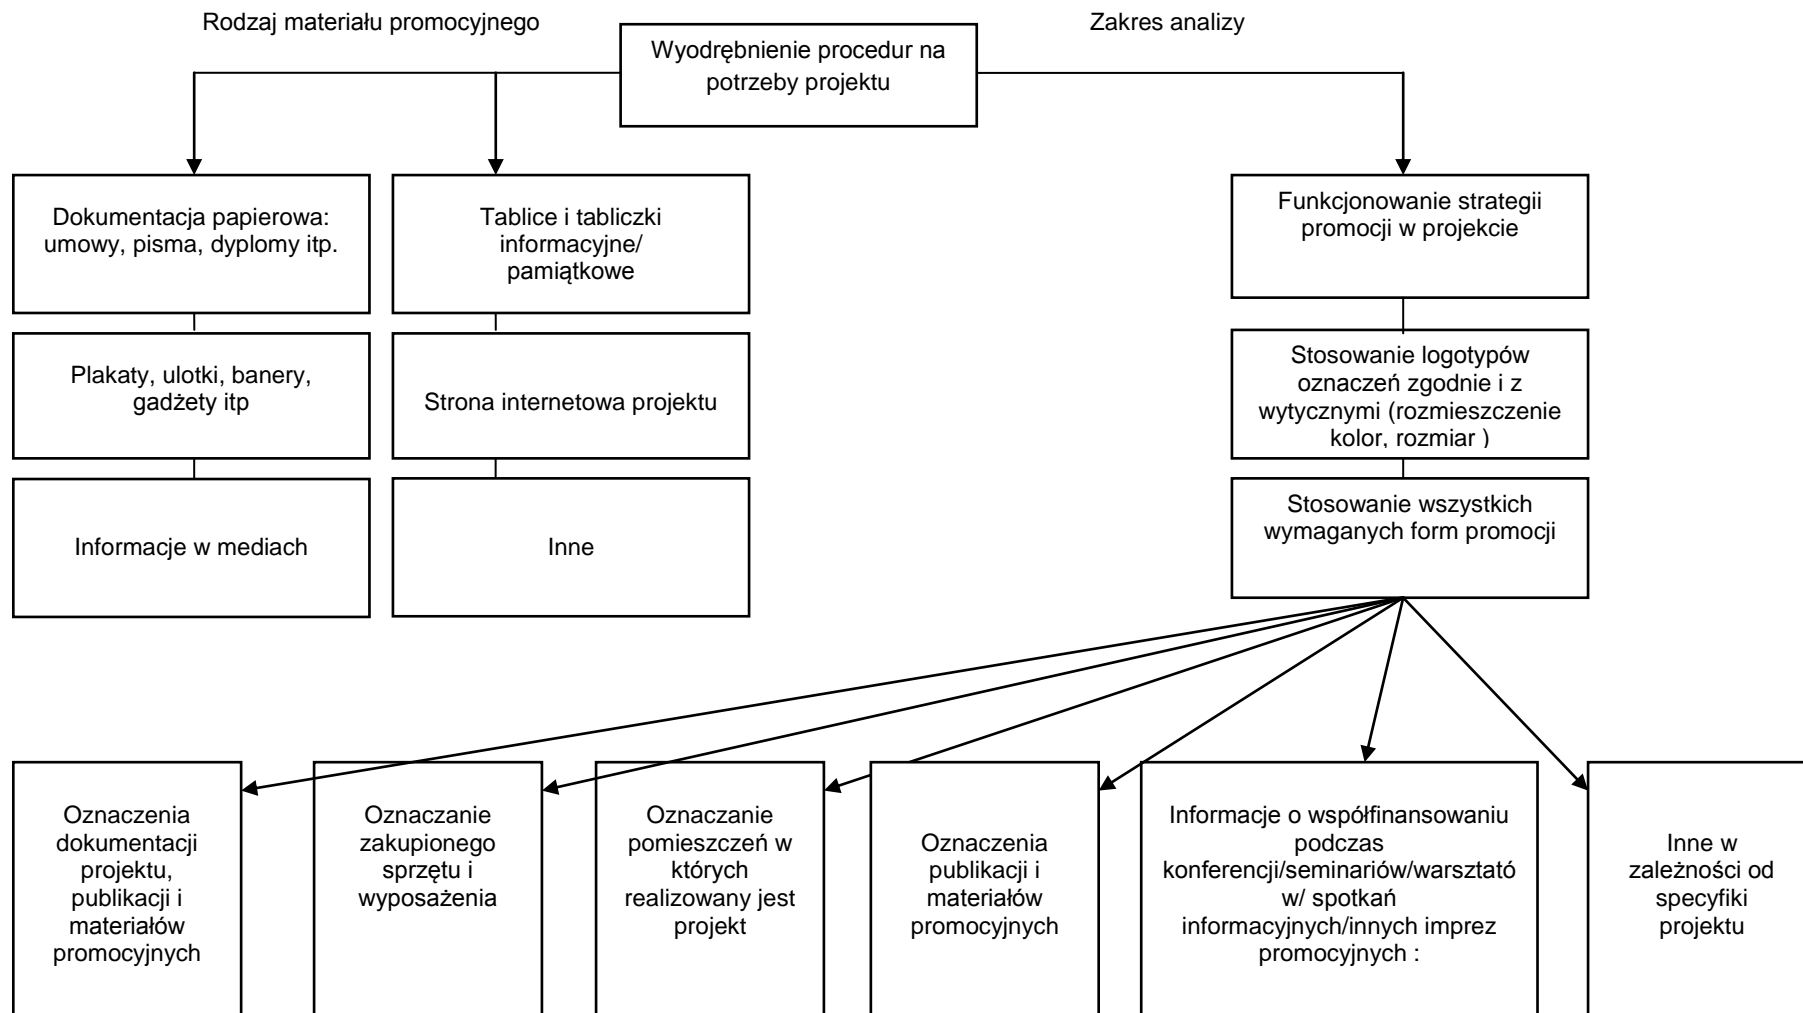 Rodzaj materiału promocyjnego
Zakres analizy
Wyodrębnienie procedur na
potrzeby projektu
Dokumentacja papierowa:
umowy, pisma, dyplomy itp.
Tablice i tabliczki
informacyjne/
pamiątkowe
Funkcjonowanie strategii
promocji w projekcie
Plakaty, ulotki, banery,
gadżety itp
Strona internetowa projektu
Stosowanie logotypów
oznaczeń zgodnie i z
wytycznymi (rozmieszczenie
kolor, rozmiar )
Informacje w mediach
Inne
Stosowanie wszystkich
wymaganych form promocji
Oznaczenia
dokumentacji
projektu,
publikacji i
materiałów
promocyjnych
Oznaczanie
zakupionego
sprzętu i
wyposażenia
Oznaczanie
pomieszczeń w
których
realizowany jest
projekt
Oznaczenia
publikacji i
materiałów
promocyjnych
Informacje o współfinansowaniu
podczas
konferencji/seminariów/warsztató
w/ spotkań
informacyjnych/innych imprez
promocyjnych :
Inne w
zależności od
specyfiki
projektu